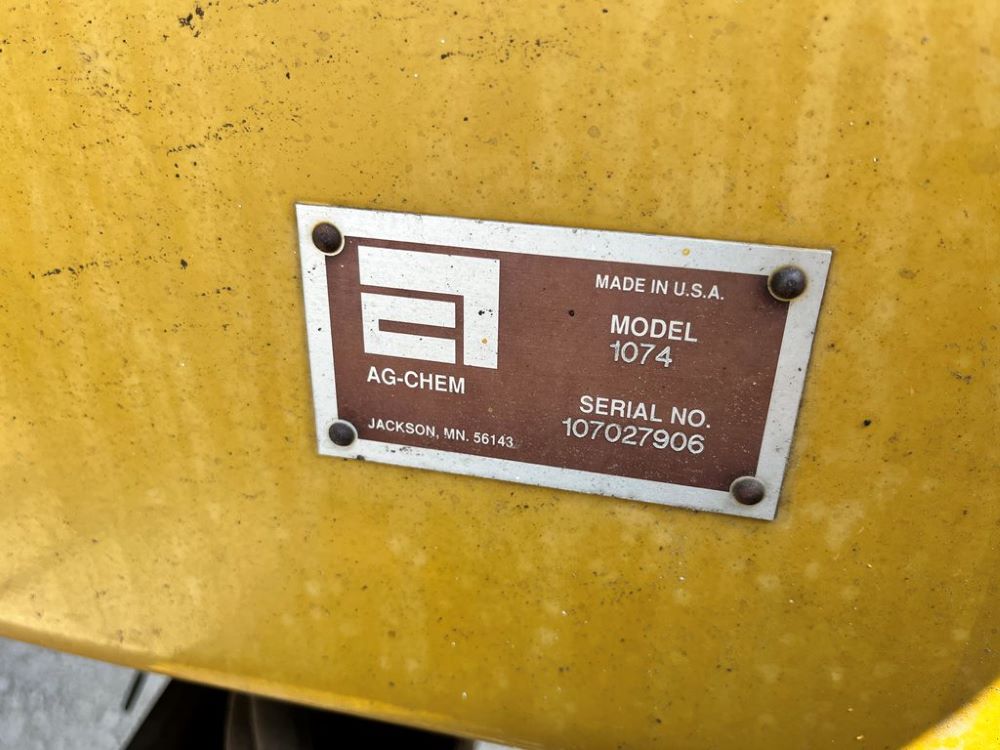 MADE IN U.S.A.
MODEL
1074
AG-CHEM
SERIAL NO.
107027906
JACKSON, MN. 56143